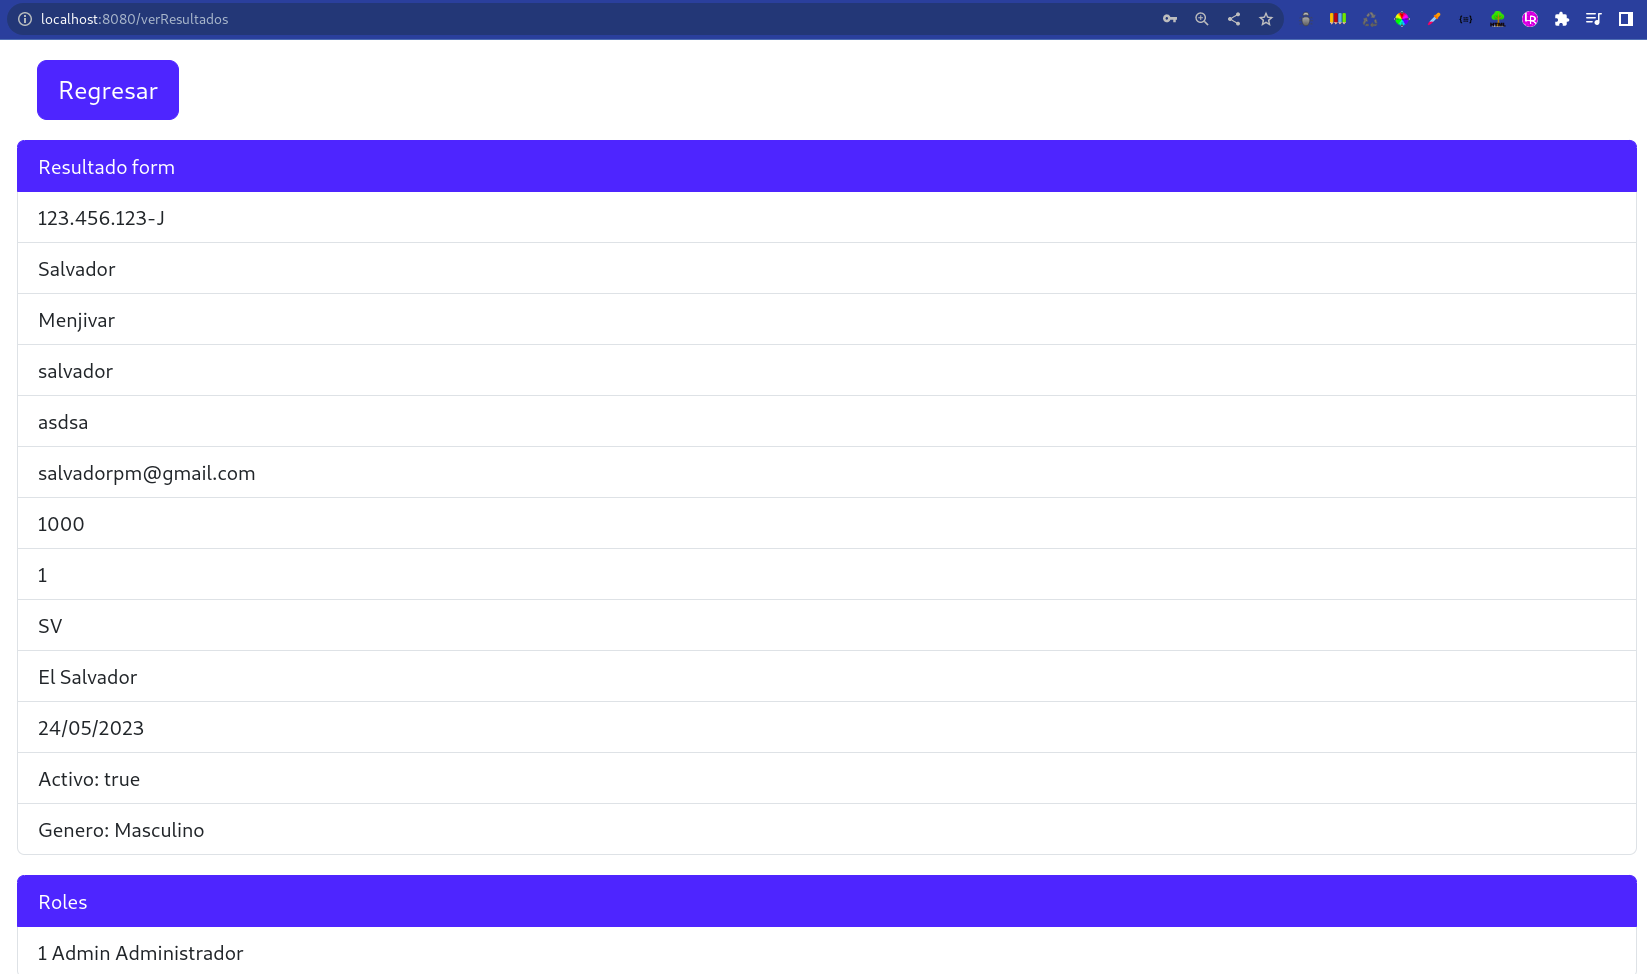 localhost:8080/verResultados
Regresar
Resultado form
123.456.123-J
Salvador
Menjivar
salvador
asdsa
salvadorpm@gmail.com
1000
1
SV
El Salvador
24/05/2023
Activo: true
Genero: Masculino
Roles
1 Admin Administrador